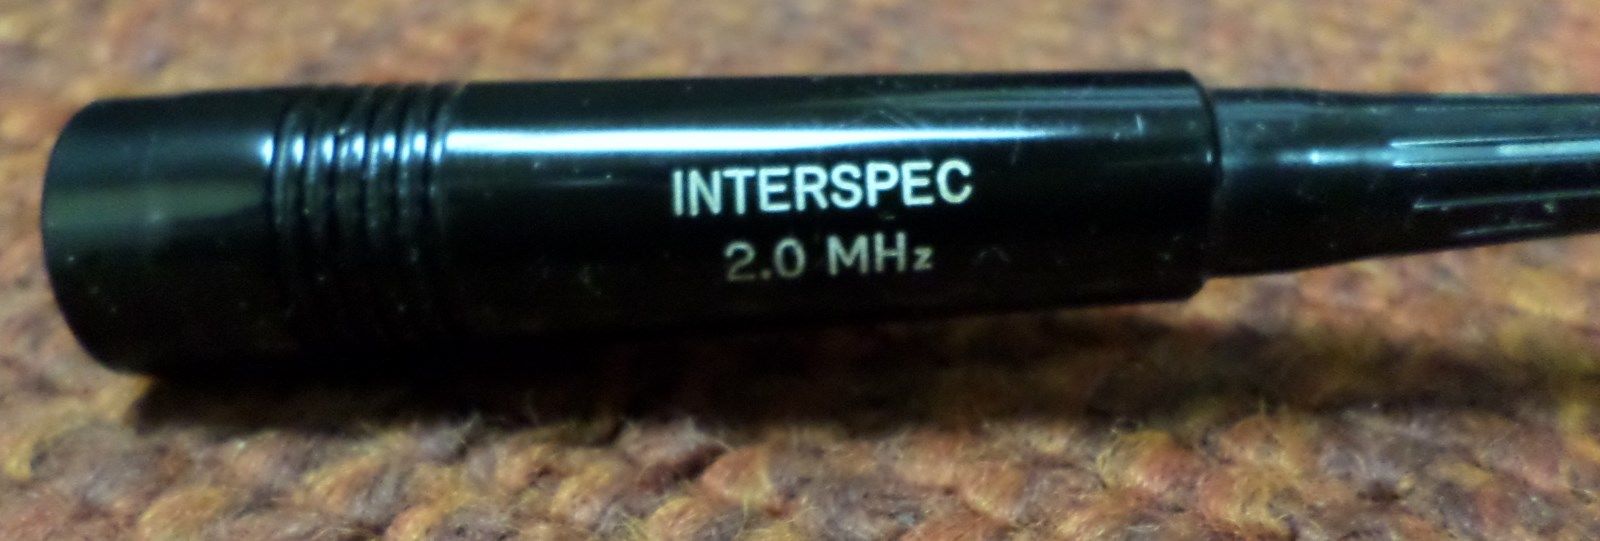 INTERSPEC
2.0 MHz